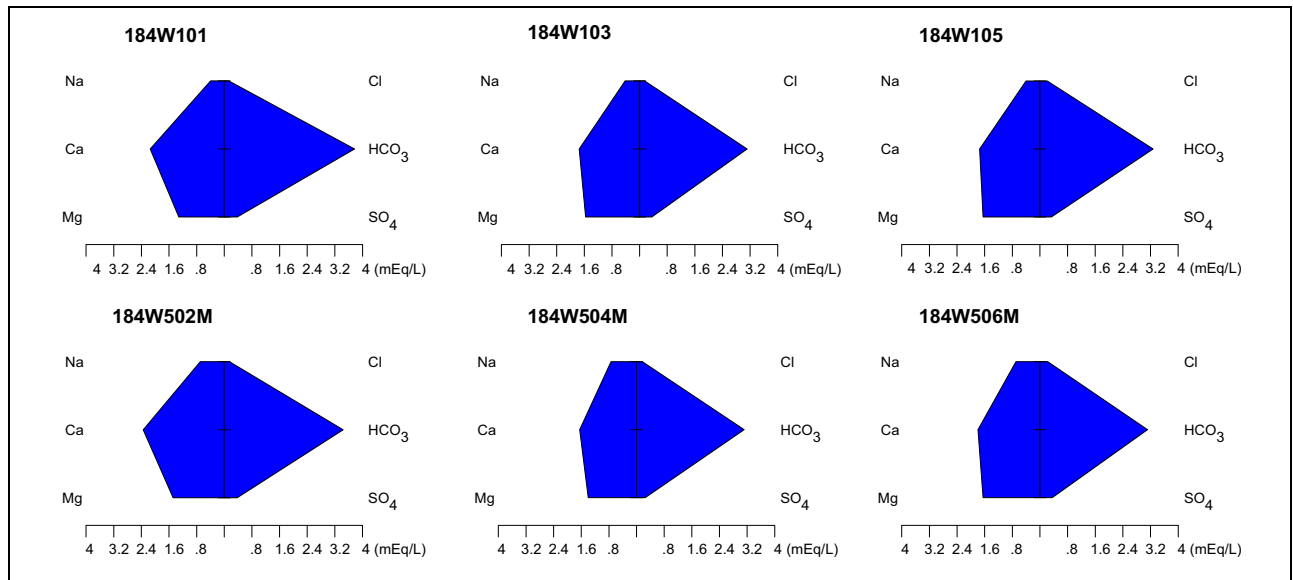 184W101 184W103 184W105
Na Cl Na Cl Na Cl
Ca HCO3 Ca HCO3 Ca HCO3
Mg SO4 Mg SO4 Mg SO4
4 3.2 2.4 1.6 .8 .8 1.6 2.4 3.2 4 (mEq/L) 4 3.2 2.4 1.6 .8 .8 1.6 2.4 3.2 4 (mEq/L) 4 3.2 2.4 1.6 .8 .8 1.6 2.4 3.2 4 (mEq/L)
184W502M 184W504M 184W506M
Na Cl Na Cl Na Cl
Ca HCO3 Ca HCO3 Ca HCO3
Mg SO4 Mg SO4 Mg SO4
4 3.2 2.4 1.6 .8 .8 1.6 2.4 3.2 4 (mEq/L) 4 3.2 2.4 1.6 .8 .8 1.6 2.4 3.2 4 (mEq/L) 4 3.2 2.4 1.6 .8 .8 1.6 2.4 3.2 4 (mEq/L)